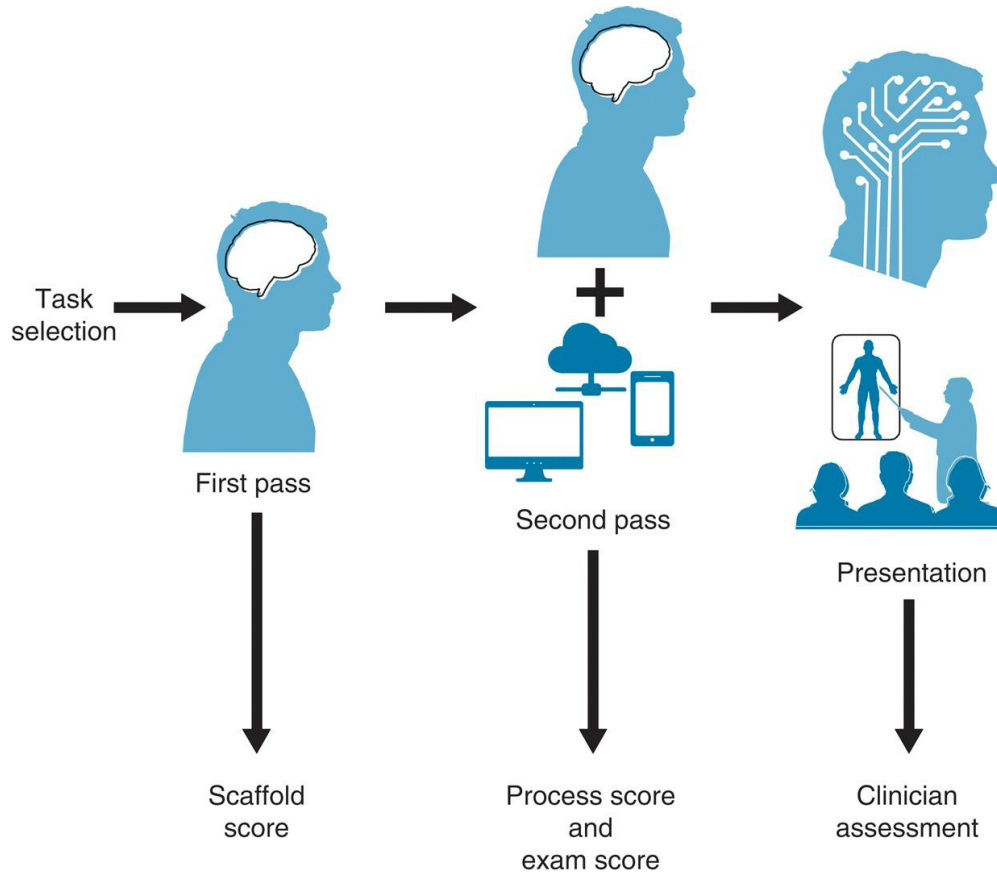 Task
selection
First pass
Second pass
Presentation
Scaffold
score
Process score
and
exam score
Clinician
assessment